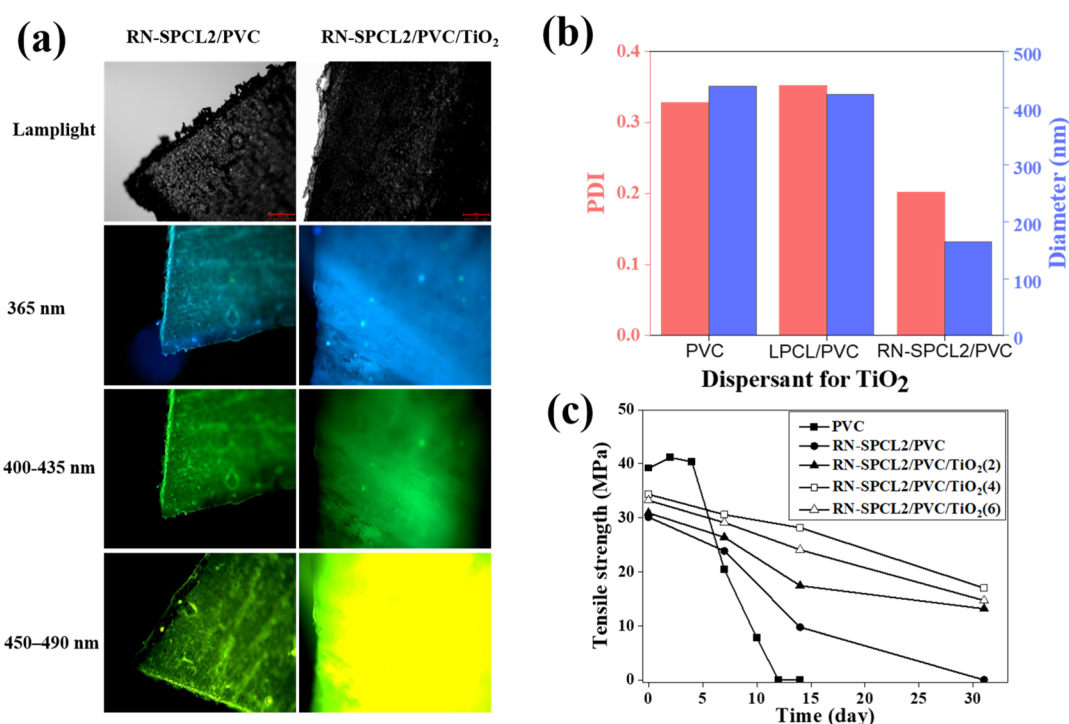 (a)
RN-SPCL2/PVC
RN-SPCL2/PVC/TiO₂
Lamplight
365 nm
400-435 nm
450–490 nm
(b)
0.4
0.3
0.2
0.1
0.0
PDI
500
400
300
200
100
0
Diameter (nm)
PVC
LPCL/PVC
RN-SPCL2/PVC
Dispersant for TiO₂
(c)
50
40
30
20
10
0
Tensile strength (MPa)
PVC
RN-SPCL2/PVC
RN-SPCL2/PVC/TiO₂(2)
RN-SPCL2/PVC/TiO₂(4)
RN-SPCL2/PVC/TiO₂(6)
0 5 10 15 20 25 30
Time (day)